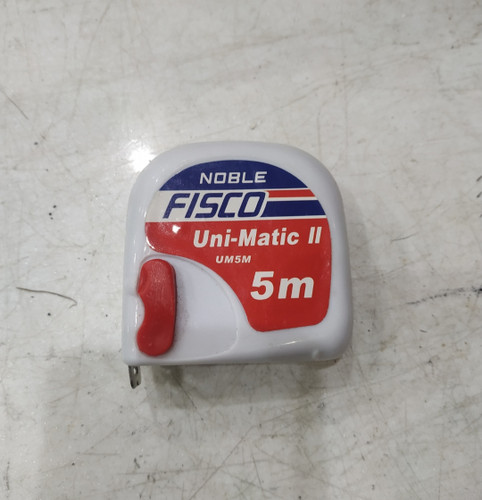 NOBLE
FISCO
Uni-Matic II
UM5M
5m